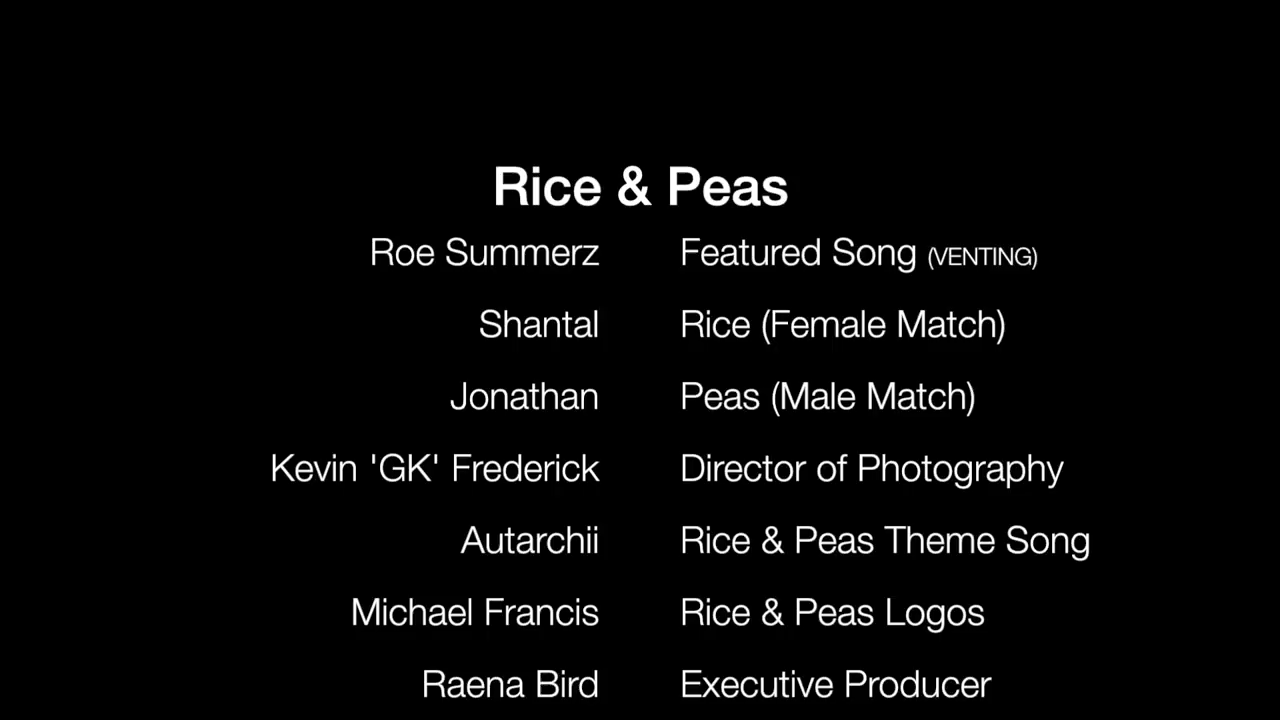 Rice & Peas
Roe Summerz Featured Song (VENTING)
Shantal Rice (Female Match)
Jonathan Peas (Male Match)
Kevin 'GK' Frederick Director of Photography
Autarchii Rice & Peas Theme Song
Michael Francis Rice & Peas Logos
Raena Bird Executive Producer